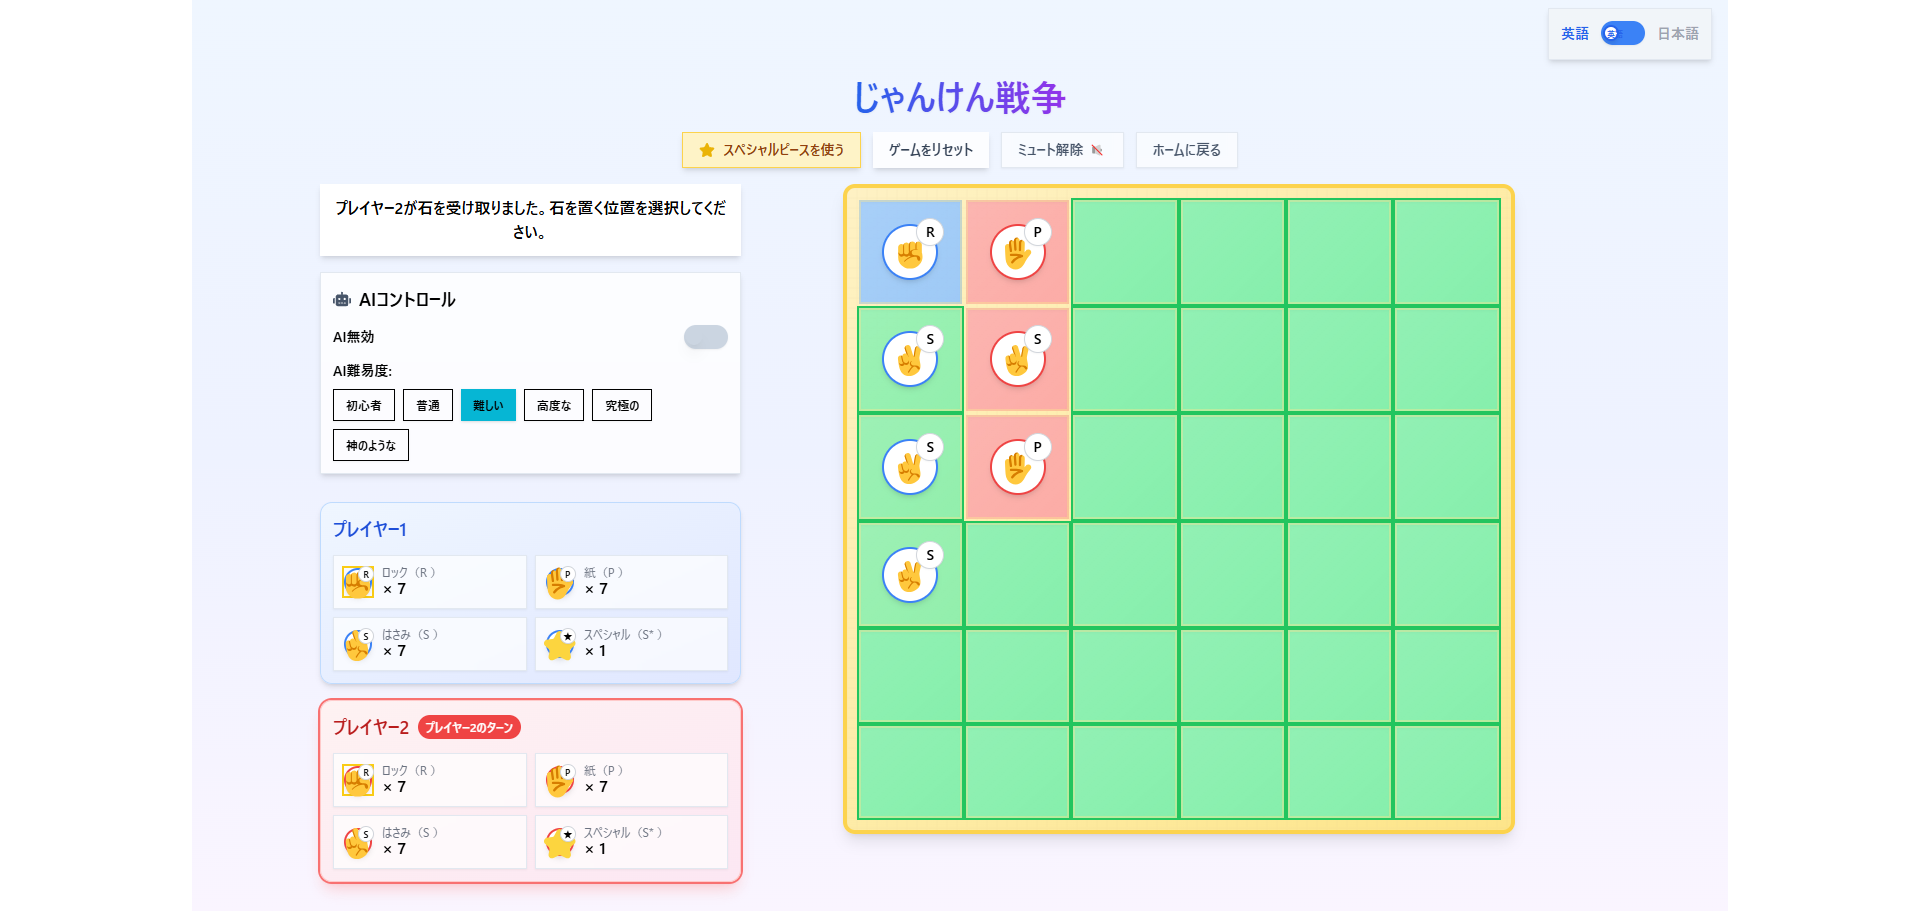 英語 英 日本語
じゃんけん戦争
スペシャルピースを使う ゲームをリセット ミュート解除 ホームに戻る
プレイヤー2が石を受け取りました。石を置く位置を選択してくだ
さい。
AIコントロール
AI無効
AI難易度:
初心者 普通 難しい 高度な 究極の
神のような
プレイヤー1
R ロック（R ）
× 7
P 紙（P ）
× 7
S はさみ（S ）
× 7
★ スペシャル（S* ）
× 1
プレイヤー2 プレイヤー2のターン
R ロック（R ）
× 7
P 紙（P ）
× 7
S はさみ（S ）
× 7
★ スペシャル（S* ）
× 1
R P
S S
S P
S